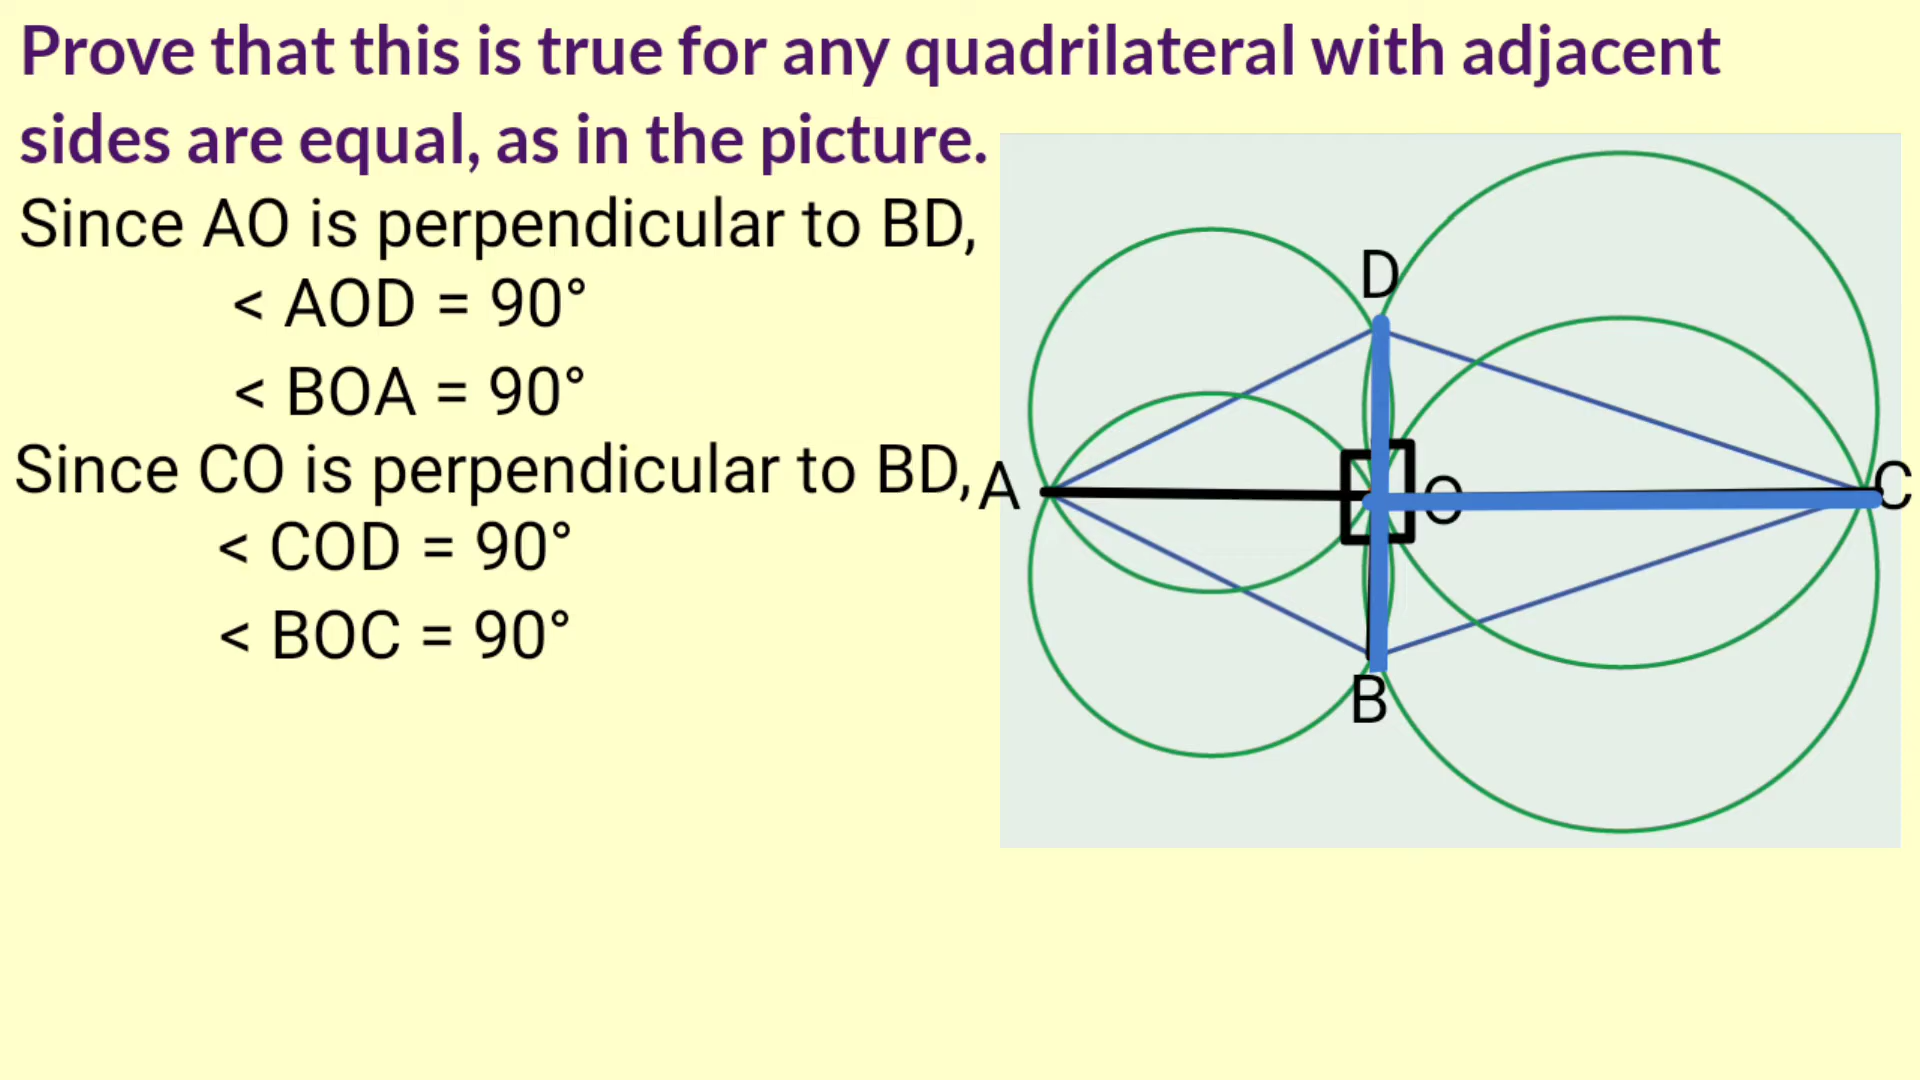 Prove that this is true for any quadrilateral with adjacent
sides are equal, as in the picture.
Since AO is perpendicular to BD,
< AOD = 90°
< BOA = 90°
Since CO is perpendicular to BD,
< COD = 90°
< BOC = 90°
D
A
O
C
B